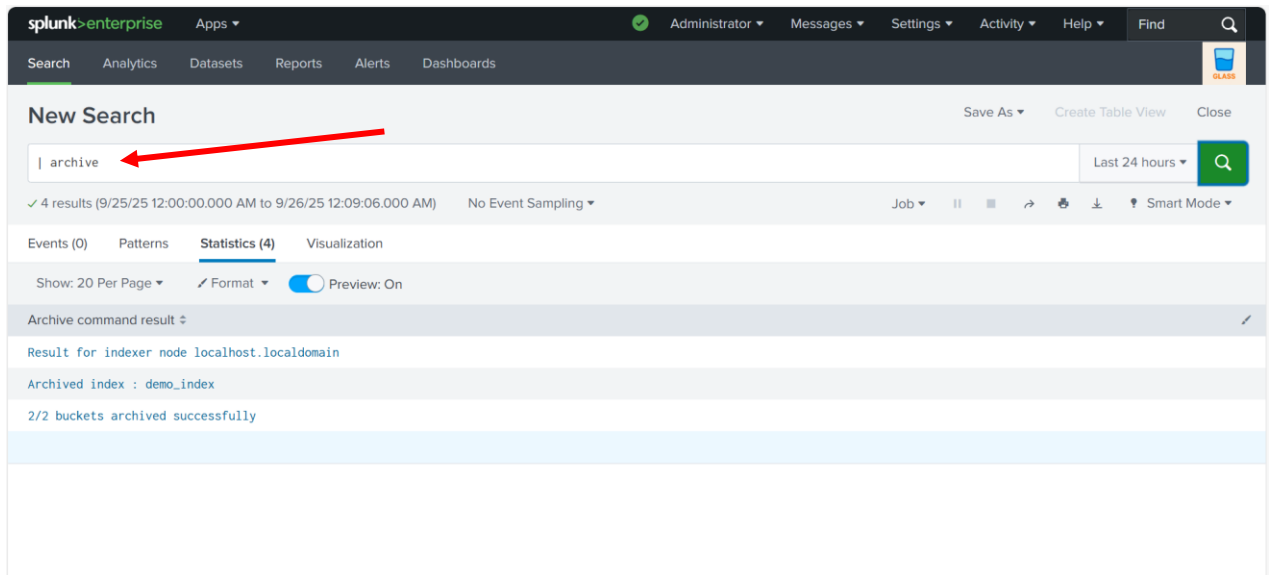 splunk>enterprise Apps Administrator Messages Settings Activity Help Find
Search Analytics Datasets Reports Alerts Dashboards GLASS
New Search Save As Create Table View Close
| archive Last 24 hours
4 results (9/25/25 12:00:00.000 AM to 9/26/25 12:09:06.000 AM) No Event Sampling Job Smart Mode
Events (0) Patterns Statistics (4) Visualization
Show: 20 Per Page Format Preview: On
Archive command result
Result for indexer node localhost.localdomain
Archived index : demo_index
2/2 buckets archived successfully